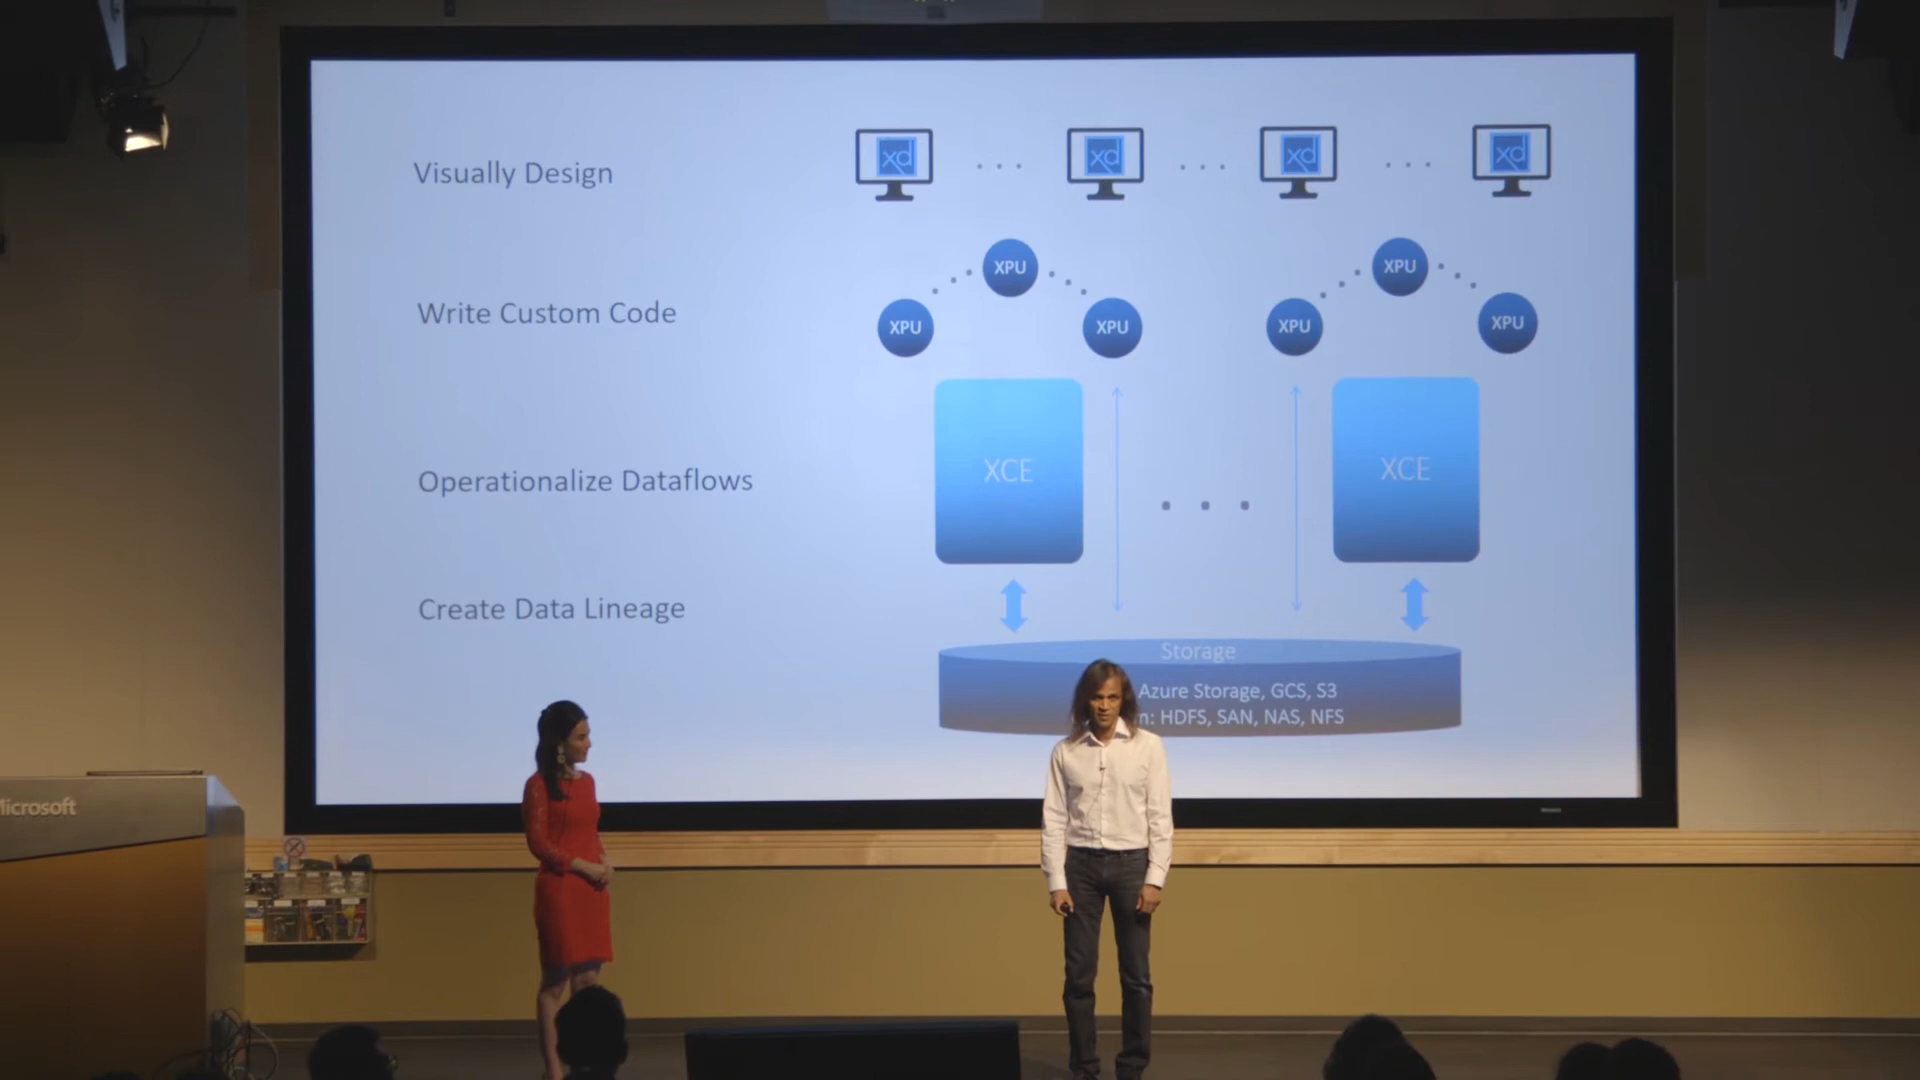 Visually Design
xd xd xd xd
XPU XPU
Write Custom Code
XPU XPU XPU XPU
Operationalize Dataflows
XCE XCE
Create Data Lineage
Storage
Azure Storage, GCS, S3
HDFS, SAN, NAS, NFS
Microsoft